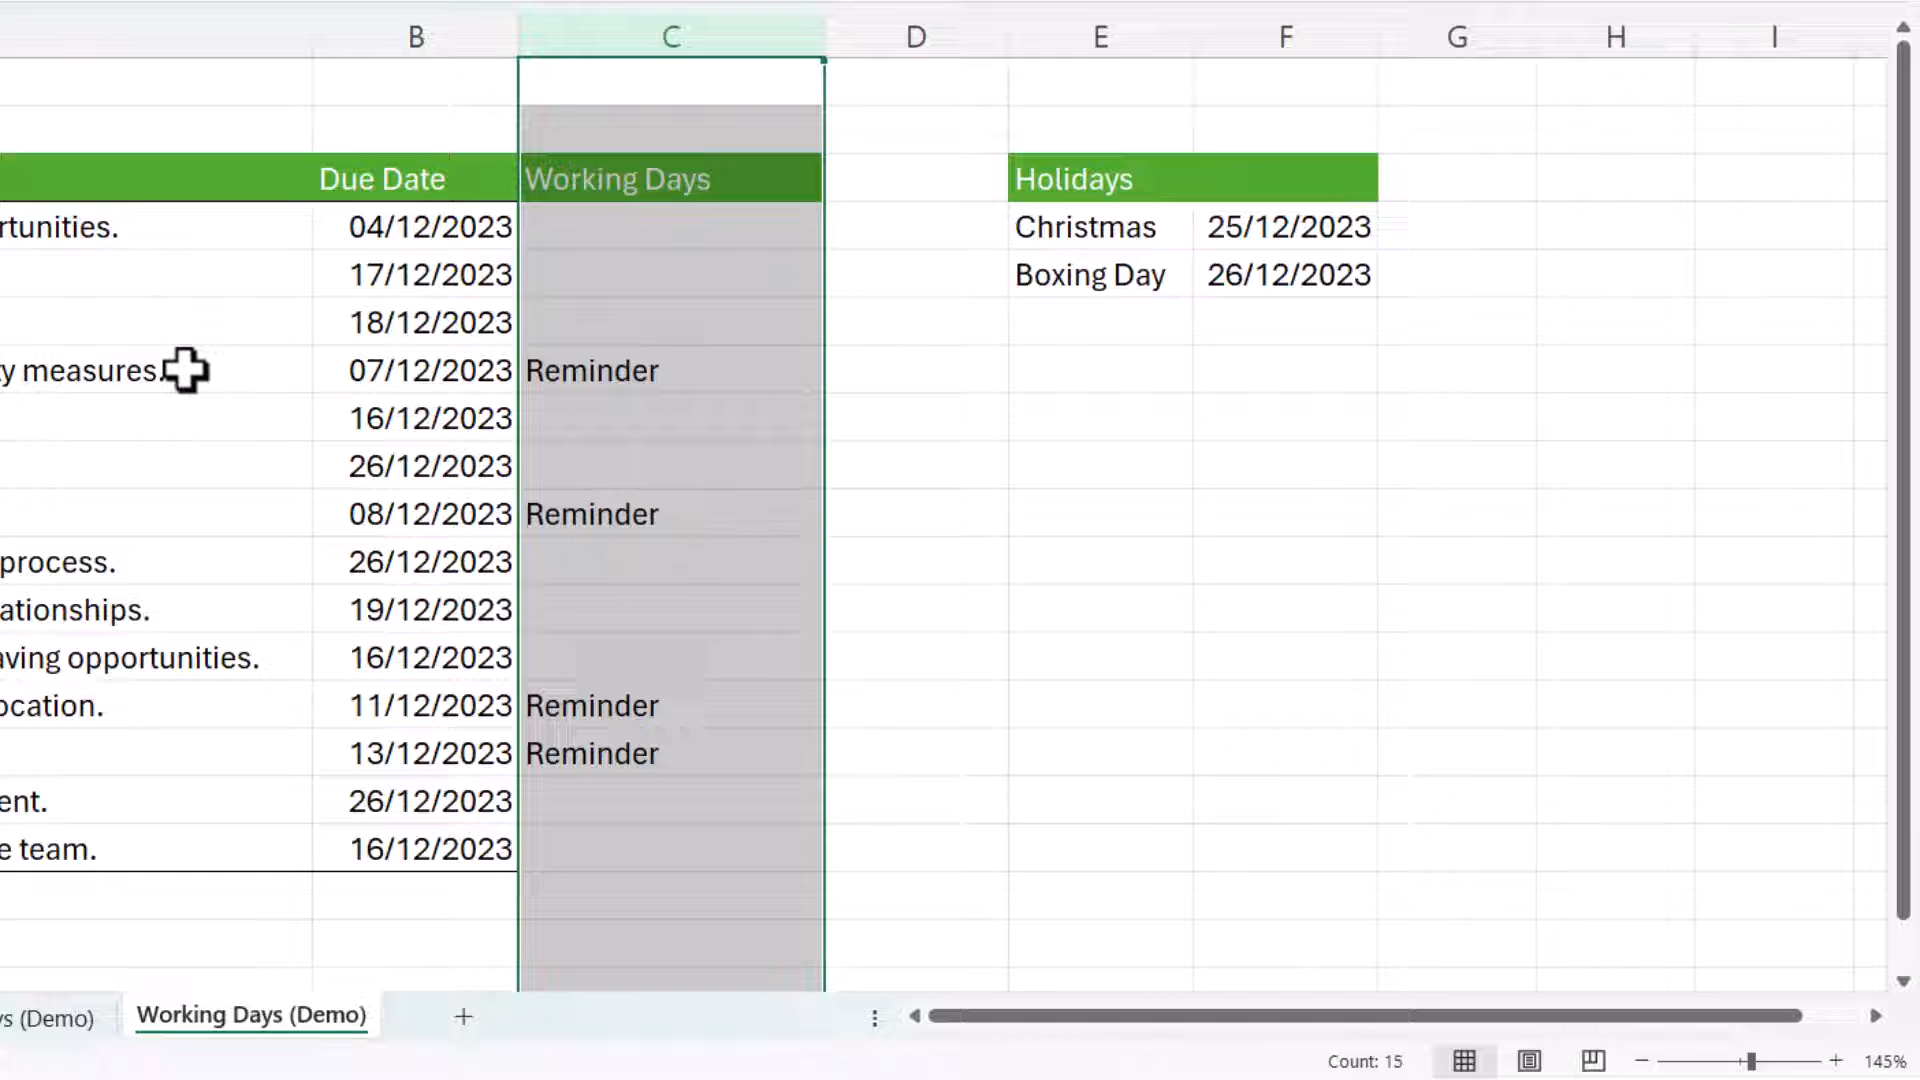 B C D E F G H I
Due Date Working Days Holidays
rtunities. 04/12/2023 Christmas 25/12/2023
17/12/2023 Boxing Day 26/12/2023
18/12/2023
ty measures. 07/12/2023 Reminder
16/12/2023
26/12/2023
08/12/2023 Reminder
process. 26/12/2023
ationships. 19/12/2023
aving opportunities. 16/12/2023
ocation. 11/12/2023 Reminder
13/12/2023 Reminder
ent. 26/12/2023
e team. 16/12/2023
ys (Demo) Working Days (Demo)
Count: 15 145%